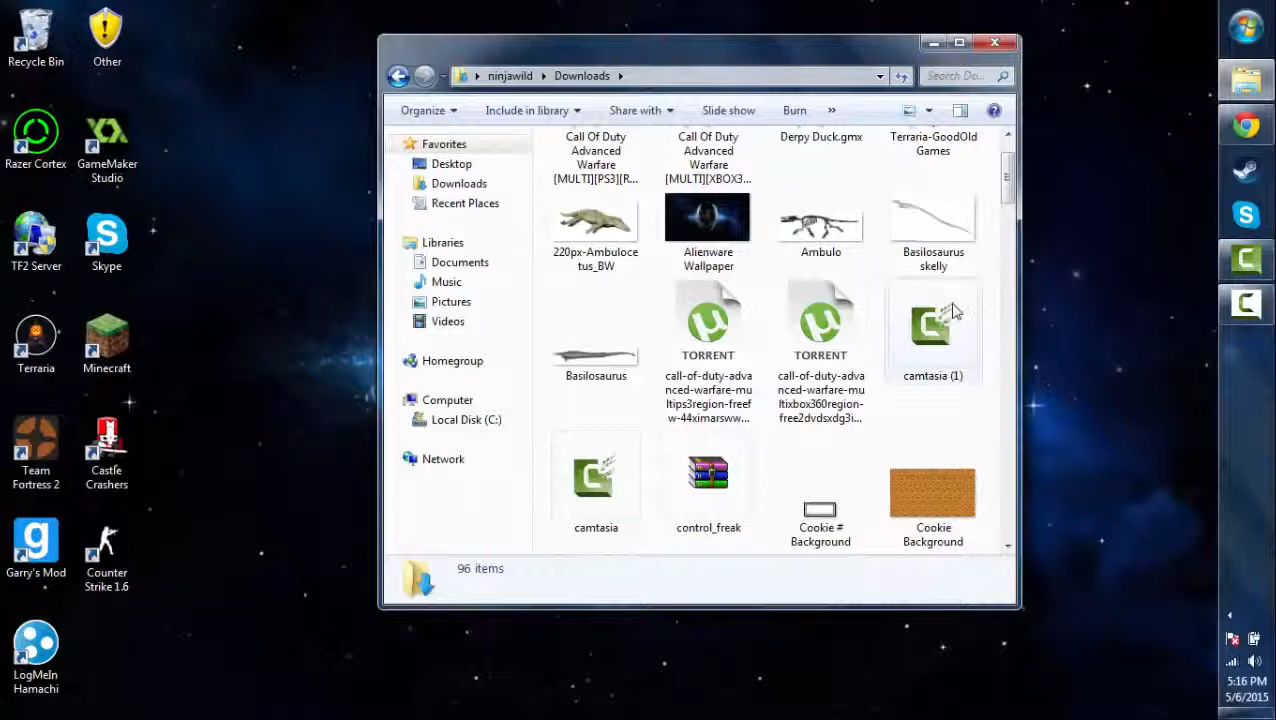 Recycle Bin
Other
Razer Cortex
GameMaker
Studio
TF2 Server
Skype
Terraria
Minecraft
Team
Fortress 2
Castle
Crashers
Garry's Mod
Counter
Strike 1.6
LogMeIn
Hamachi
ninjawild
Downloads
Search Do...
Organize
Include in library
Share with
Slide show
Burn
»
Favorites
Desktop
Downloads
Recent Places
Libraries
Documents
Music
Pictures
Videos
Homegroup
Computer
Local Disk (C:)
Network
Call Of Duty
Advanced
Warfare
[MULTI][PS3][R...
Call Of Duty
Advanced
Warfare
[MULTI][XBOX3...
Derpy Duck.gmx
Terraria-GoodOld
Games
220px-Ambuloce
tus_BW
Alienware
Wallpaper
Ambulo
Basilosaurus
skelly
Basilosaurus
TORRENT
call-of-duty-adva
nced-warfare-mu
ltips3region-freef
w-44ximarsww...
TORRENT
call-of-duty-adva
nced-warfare-mu
ltixbox360region-
free2dvdsxdg3i...
camtasia (1)
camtasia
control_freak
Cookie #
Background
Cookie
Background
96 items
5:16 PM
5/6/2015